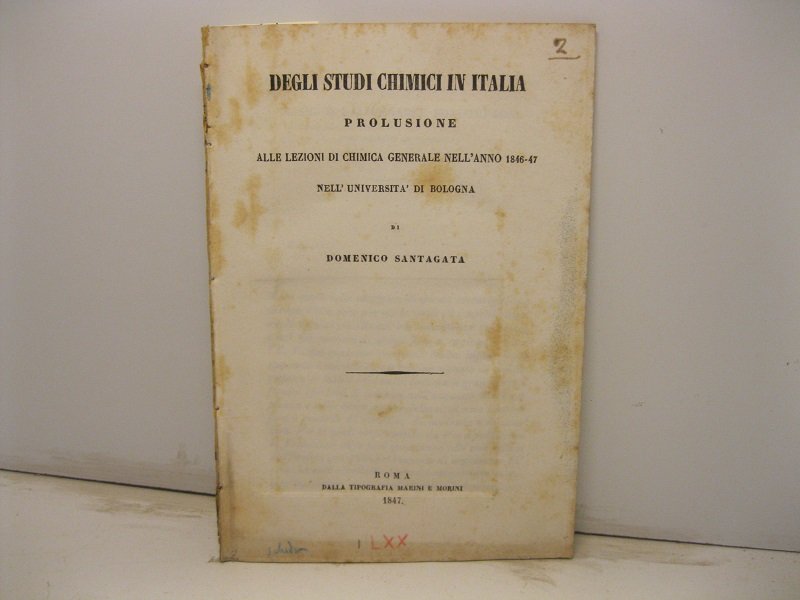 2
DEGLI STUDI CHIMICI IN ITALIA
PROLUSIONE
ALLE LEZIONI DI CHIMICA GENERALE NELL'ANNO 1846-47
NELL' UNIVERSITA' DI BOLOGNA
DI
DOMENICO SANTAGATA
ROMA
DALLA TIPOGRAFIA MARINI E MORINI
1847.
LXX